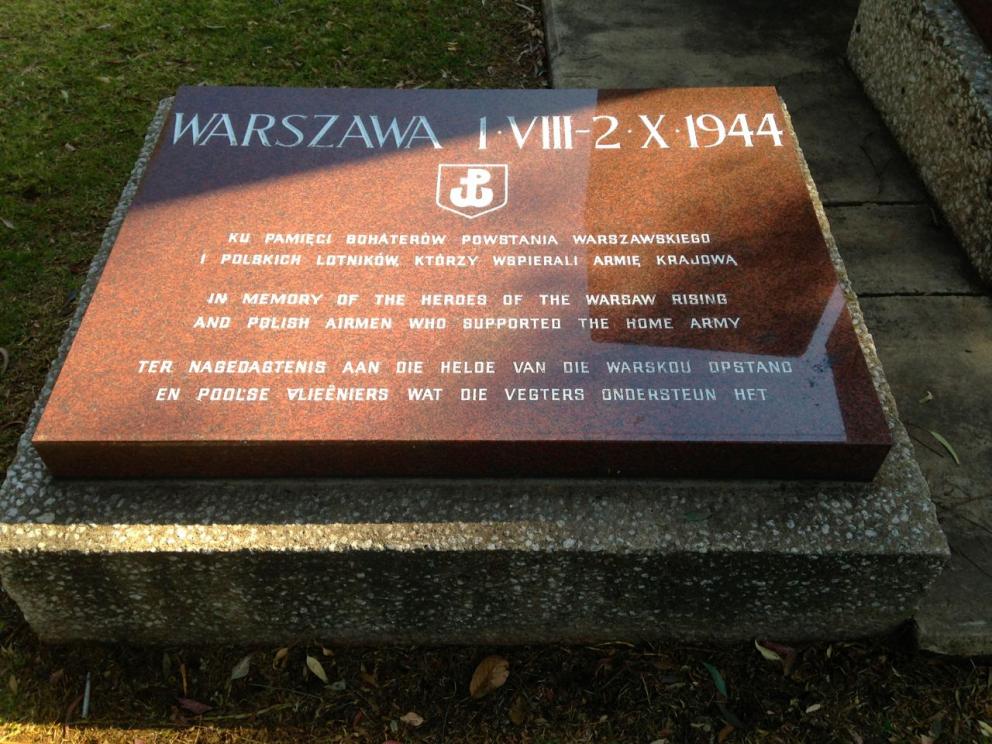 WARSZAWA 1·VIII-2·X·1944
KU PAMIĘCI BOHATERÓW POWSTANIA WARSZAWSKIEGO
I POLSKICH LOTNIKÓW, KTÓRZY WSPIERALI ARMIĘ KRAJOWĄ
IN MEMORY OF THE HEROES OF THE WARSAW RISING
AND POLISH AIRMEN WHO SUPPORTED THE HOME ARMY
TER NAGEDAGTENIS AAN DIE HELDE VAN DIE WARSKOU OPSTAND
EN POOLSE VLIEËNIERS WAT DIE VEGTERS ONDERSTEUN HET